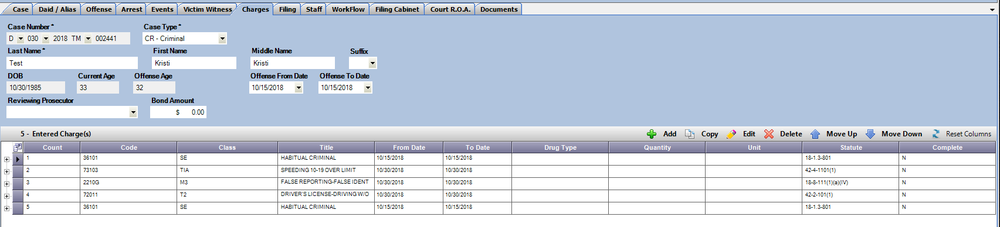 Case Daid / Alias Offense Arrest Events Victim Witness Charges Filing Staff WorkFlow Filing Cabinet Court R.O.A. Documents
Case Number * Case Type *
D 030 2018 TM 002441 CR - Criminal
Last Name * First Name Middle Name Suffix
Test Kristi Kristi
DOB Current Age Offense Age Offense From Date Offense To Date
10/30/1985 33 32 10/15/2018 10/15/2018
Reviewing Prosecutor Bond Amount
$ 0.00
5 - Entered Charge(s) Add Copy Edit Delete Move Up Move Down Reset Columns
Count Code Class Title From Date To Date Drug Type Quantity Unit Statute Complete
1 36101 SE HABITUAL CRIMINAL 10/15/2018 10/15/2018 18-1.3-801 N
2 73103 TIA SPEEDING 10-19 OVER LIMIT 10/30/2018 10/30/2018 42-4-1101(1) N
3 2210G M3 FALSE REPORTING-FALSE IDENT 10/30/2018 10/30/2018 18-8-111(1)(a)(IV) N
4 72011 T2 DRIVER'S LICENSE-DRIVING W/O 10/30/2018 10/30/2018 42-2-101(1) N
5 36101 SE HABITUAL CRIMINAL 10/15/2018 10/15/2018 18-1.3-801 N